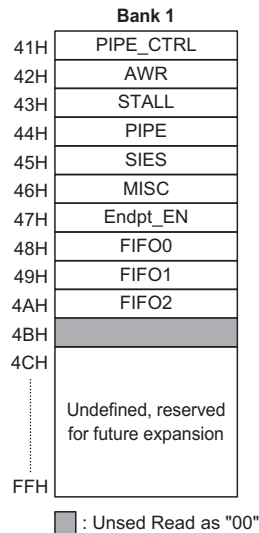 Bank 1
41H PIPE_CTRL
42H AWR
43H STALL
44H PIPE
45H SIES
46H MISC
47H Endpt_EN
48H FIFO0
49H FIFO1
4AH FIFO2
4BH
4CH
Undefined, reserved
for future expansion
FFH
: Unsed Read as "00"